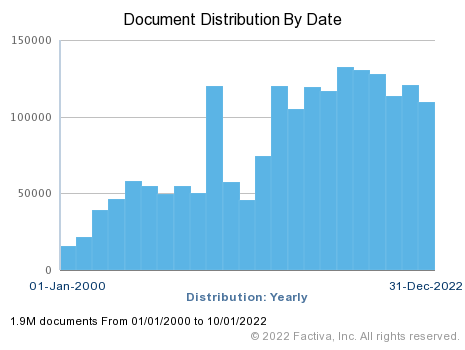 Document Distribution By Date
150000
100000
50000
0
01-Jan-2000 31-Dec-2022
Distribution: Yearly
1.9M documents From 01/01/2000 to 10/01/2022
© 2022 Factiva, Inc. All rights reserved.